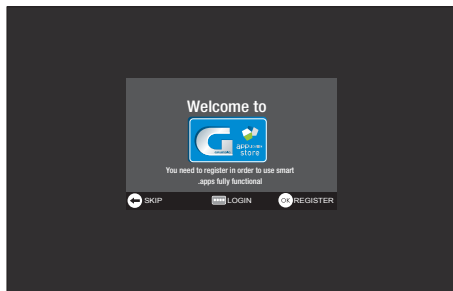 Welcome to
app
store
You need to register in order to use smart
.apps fully functional
SKIP
LOGIN
OK REGISTER